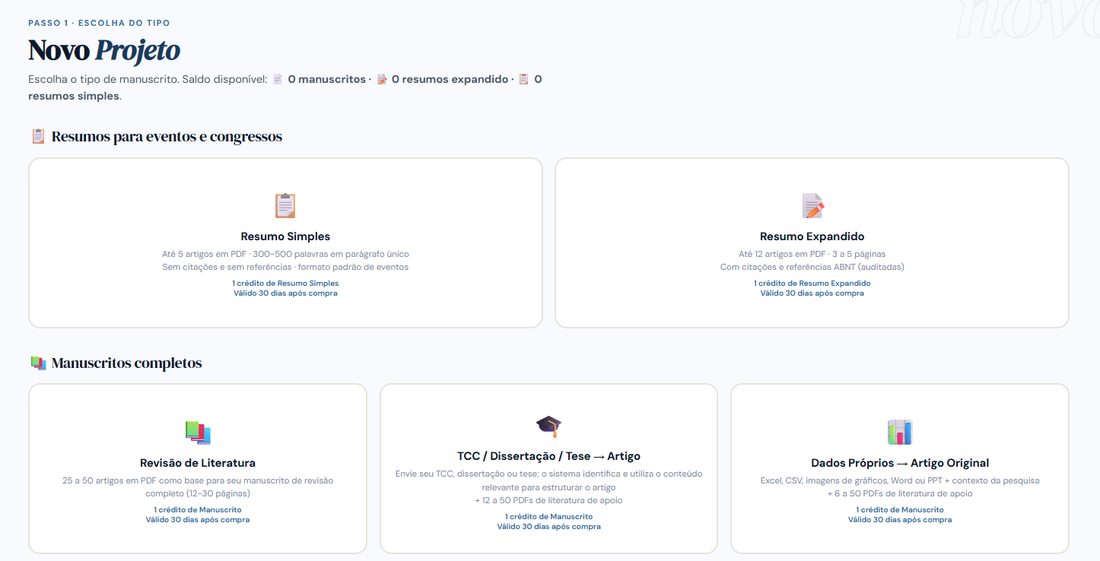 novo
PASSO 1 · ESCOLHA DO TIPO
Novo Projeto
Escolha o tipo de manuscrito. Saldo disponível: 0 manuscritos · 0 resumos expandido · 0
resumos simples.
Resumos para eventos e congressos
Resumo Simples
Até 5 artigos em PDF · 300-500 palavras em parágrafo único
Sem citações e sem referências · formato padrão de eventos
1 crédito de Resumo Simples
Válido 30 dias após compra
Resumo Expandido
Até 12 artigos em PDF · 3 a 5 páginas
Com citações e referências ABNT (auditadas)
1 crédito de Resumo Expandido
Válido 30 dias após compra
Manuscritos completos
Revisão de Literatura
25 a 50 artigos em PDF como base para seu manuscrito de revisão
completo (12-30 páginas)
1 crédito de Manuscrito
Válido 30 dias após compra
TCC / Dissertação / Tese → Artigo
Envie seu TCC, dissertação ou tese; o sistema identifica e utiliza o conteúdo
relevante para estruturar o artigo
+ 12 a 50 PDFs de literatura de apoio
1 crédito de Manuscrito
Válido 30 dias após compra
Dados Próprios → Artigo Original
Excel, CSV, imagens de gráficos, Word ou PPT + contexto da pesquisa
+ 6 a 50 PDFs de literatura de apoio
1 crédito de Manuscrito
Válido 30 dias após compra